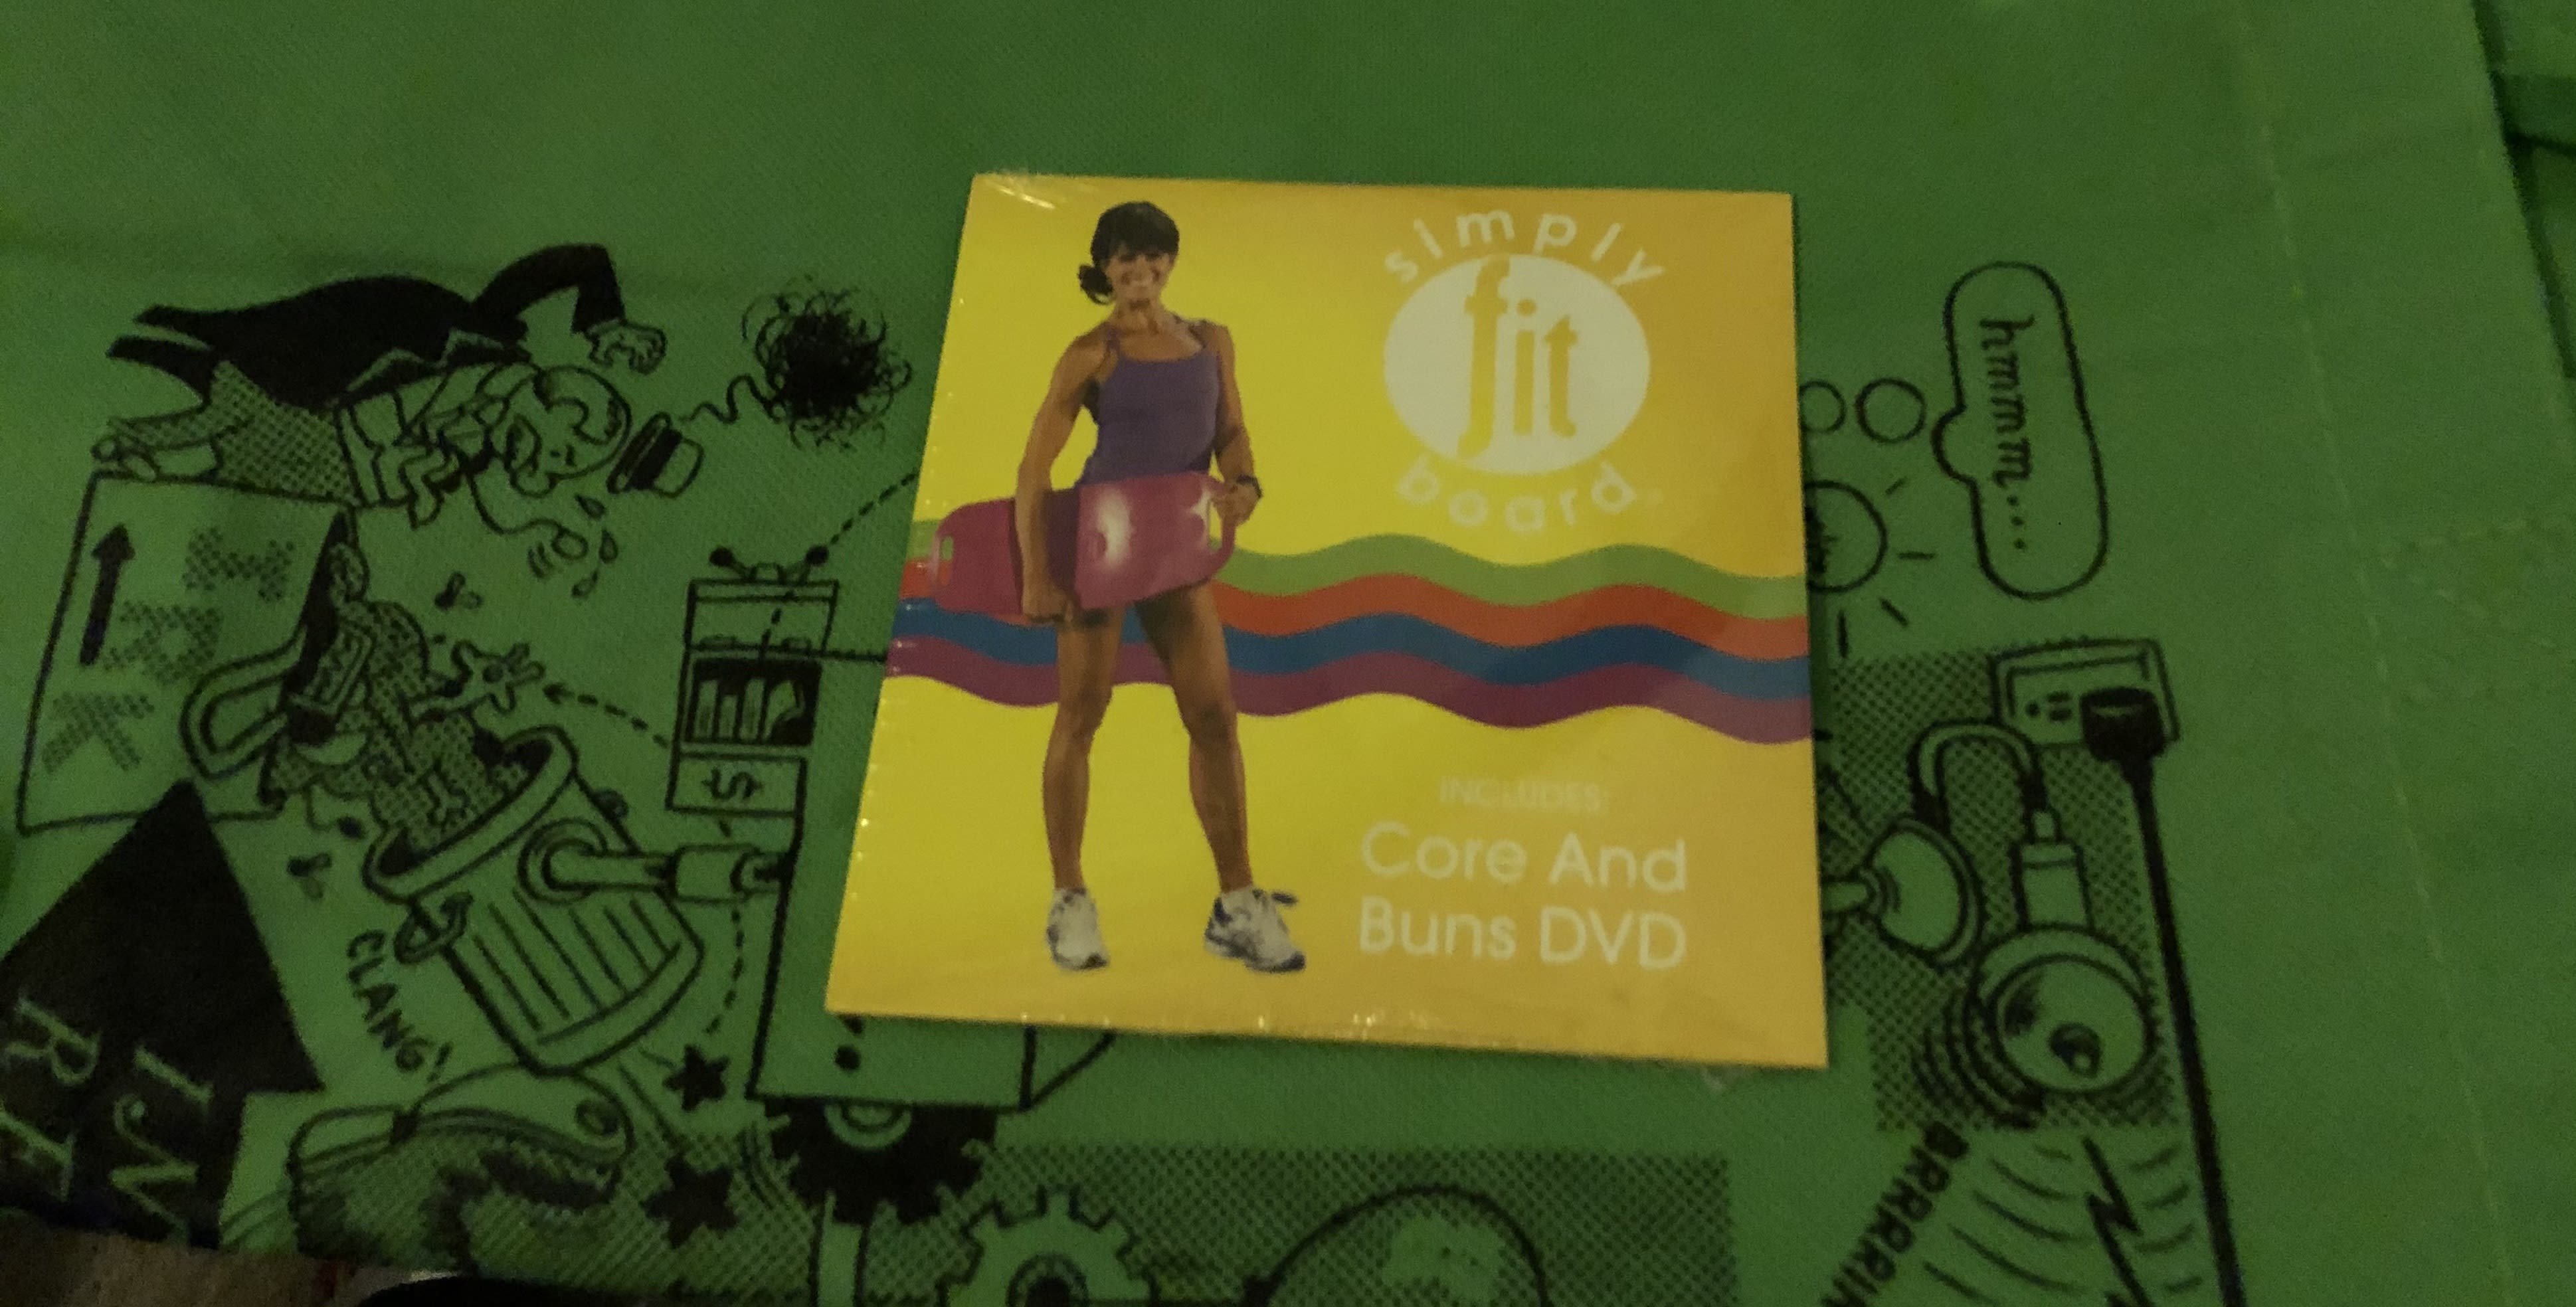 simply
fit
board
INCLUDES:
Core And
Buns DVD
hmmm....
CLANG!
$